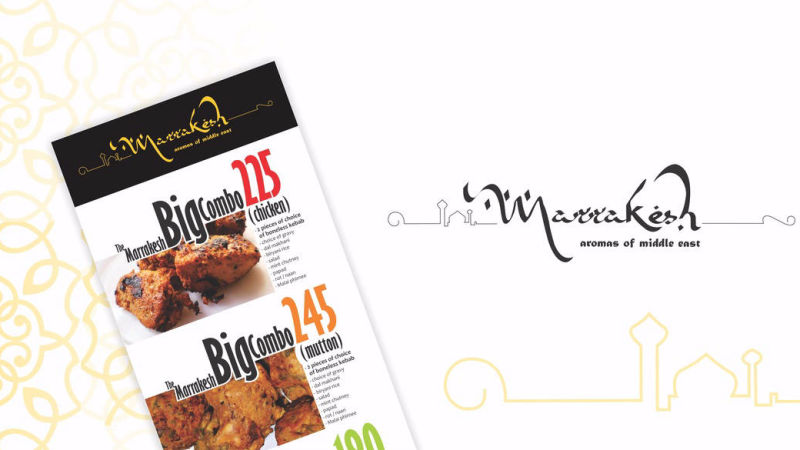 Marrakesh
aromas of middle east
The Marrakesh Big Combo 225
(chicken)
- 2 pieces of choice
of boneless kebab
- choice of gravy
- dal makhani
- biryani rice
- salad
- mint chutney
- papad
- roti / naan
- Malai phirnee
The Marrakesh Big Combo 245
(mutton)
- 2 pieces of choice
of boneless kebab
- choice of gravy
- dal makhani
- biryani rice
- salad
- mint chutney
- papad
- rot / naan
- Malai phirnee
Marrakesh
aromas of middle east